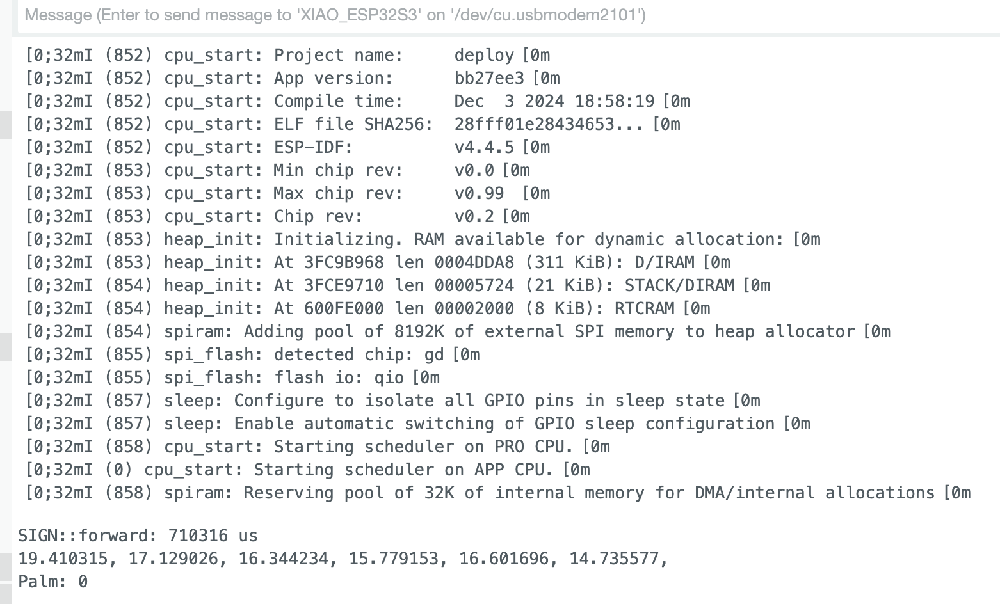 Message (Enter to send message to 'XIAO_ESP32S3' on '/dev/cu.usbmodem2101')
[0;32mI (852) cpu_start: Project name:     deploy [0m
[0;32mI (852) cpu_start: App version:      bb27ee3 [0m
[0;32mI (852) cpu_start: Compile time:     Dec  3 2024 18:58:19 [0m
[0;32mI (852) cpu_start: ELF file SHA256:  28fff01e28434653... [0m
[0;32mI (852) cpu_start: ESP-IDF:          v4.4.5 [0m
[0;32mI (853) cpu_start: Min chip rev:     v0.0 [0m
[0;32mI (853) cpu_start: Max chip rev:     v0.99  [0m
[0;32mI (853) cpu_start: Chip rev:         v0.2 [0m
[0;32mI (853) heap_init: Initializing. RAM available for dynamic allocation: [0m
[0;32mI (853) heap_init: At 3FC9B968 len 0004DDA8 (311 KiB): D/IRAM [0m
[0;32mI (854) heap_init: At 3FCE9710 len 00005724 (21 KiB): STACK/DIRAM [0m
[0;32mI (854) heap_init: At 600FE000 len 00002000 (8 KiB): RTCRAM [0m
[0;32mI (854) spiram: Adding pool of 8192K of external SPI memory to heap allocator [0m
[0;32mI (855) spi_flash: detected chip: gd [0m
[0;32mI (855) spi_flash: flash io: qio [0m
[0;32mI (857) sleep: Configure to isolate all GPIO pins in sleep state [0m
[0;32mI (857) sleep: Enable automatic switching of GPIO sleep configuration [0m
[0;32mI (858) cpu_start: Starting scheduler on PRO CPU. [0m
[0;32mI (0) cpu_start: Starting scheduler on APP CPU. [0m
[0;32mI (858) spiram: Reserving pool of 32K of internal memory for DMA/internal allocations [0m
SIGN::forward: 710316 us
19.410315, 17.129026, 16.344234, 15.779153, 16.601696, 14.735577,
Palm: 0